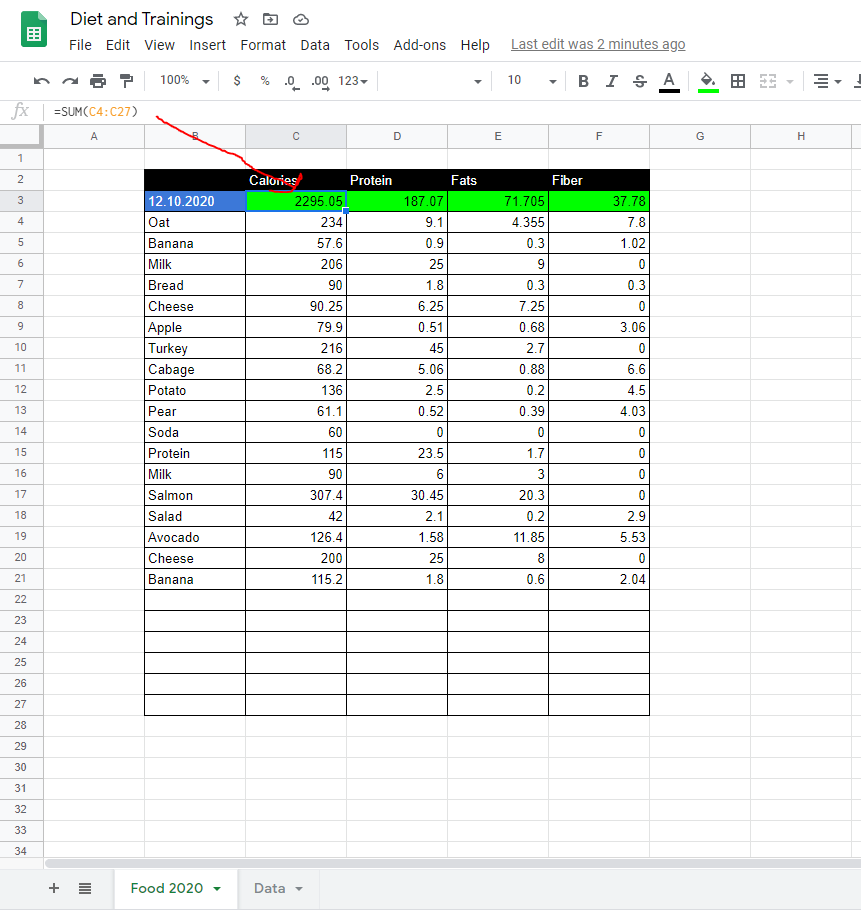 Diet and Trainings
File Edit View Insert Format Data Tools Add-ons Help Last edit was 2 minutes ago
100% $ % .0 .00 123 10 B I S A
fx =SUM(C4:C27)
A B C D E F G H
1
2 Calories Protein Fats Fiber
3 12.10.2020 2295.05 187.07 71.705 37.78
4 Oat 234 9.1 4.355 7.8
5 Banana 57.6 0.9 0.3 1.02
6 Milk 206 25 9 0
7 Bread 90 1.8 0.3 0.3
8 Cheese 90.25 6.25 7.25 0
9 Apple 79.9 0.51 0.68 3.06
10 Turkey 216 45 2.7 0
11 Cabage 68.2 5.06 0.88 6.6
12 Potato 136 2.5 0.2 4.5
13 Pear 61.1 0.52 0.39 4.03
14 Soda 60 0 0 0
15 Protein 115 23.5 1.7 0
16 Milk 90 6 3 0
17 Salmon 307.4 30.45 20.3 0
18 Salad 42 2.1 0.2 2.9
19 Avocado 126.4 1.58 11.85 5.53
20 Cheese 200 25 8 0
21 Banana 115.2 1.8 0.6 2.04
22
23
24
25
26
27
28
29
30
31
32
33
34
+ Food 2020 Data